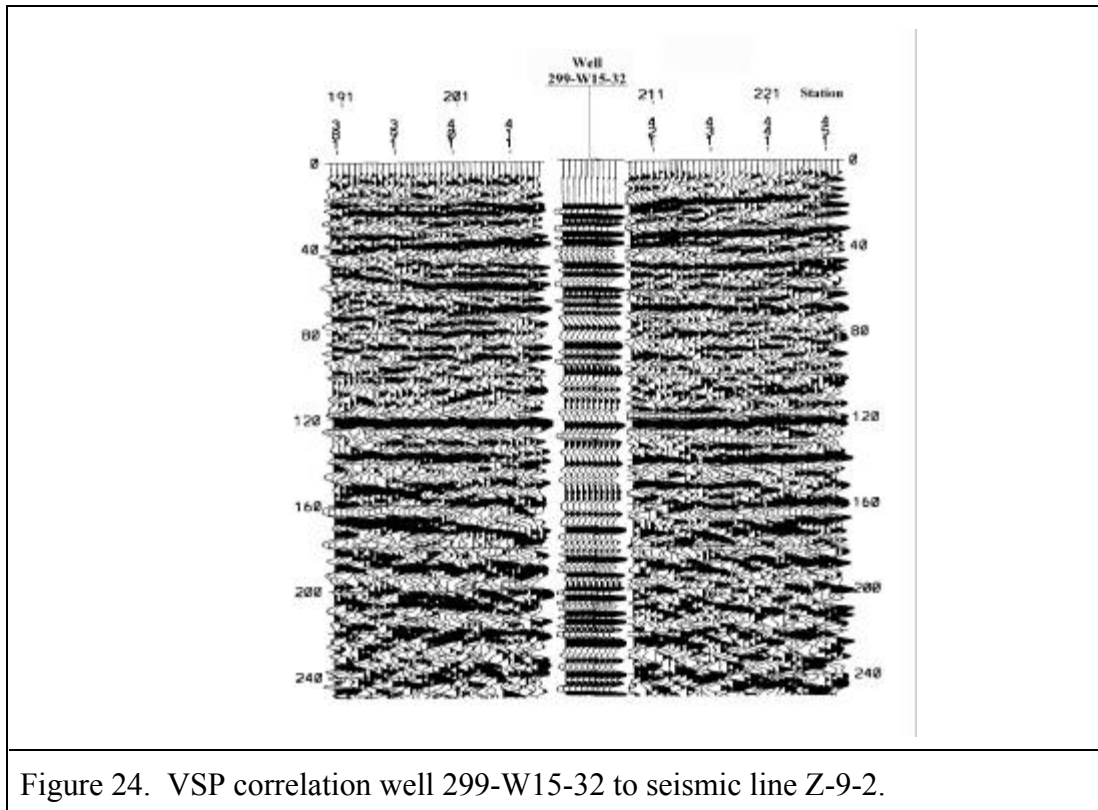 Well
299-W15-32
191 201 211 221 Station
0 0
40 40
80 80
120 120
160 160
200 200
240 240
Figure 24. VSP correlation well 299-W15-32 to seismic line Z-9-2.